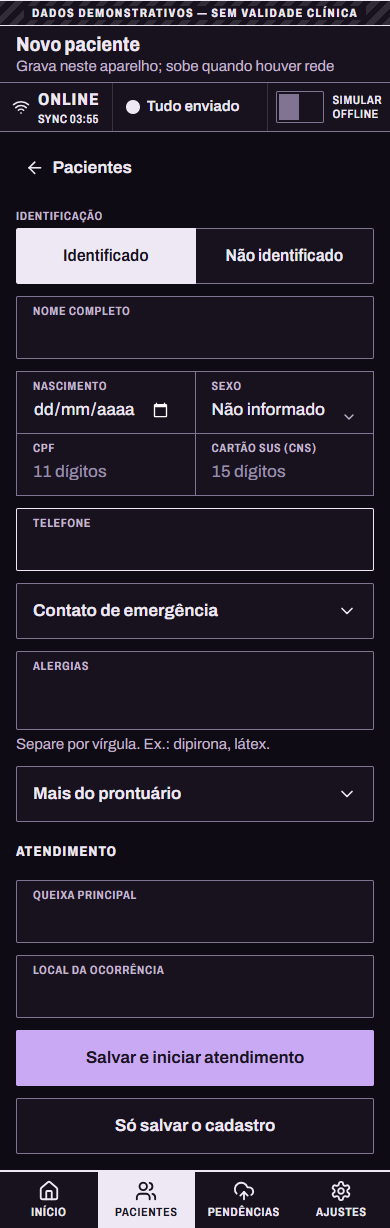 DADOS DEMONSTRATIVOS — SEM VALIDADE CLÍNICA
Novo paciente
Grava neste aparelho; sobe quando houver rede
ONLINE
SYNC 03:55
Tudo enviado
SIMULAR
OFFLINE
Pacientes
IDENTIFICAÇÃO
Identificado
Não identificado
NOME COMPLETO
NASCIMENTO
dd/mm/aaaa
SEXO
Não informado
CPF
11 dígitos
CARTÃO SUS (CNS)
15 dígitos
TELEFONE
Contato de emergência
ALERGIAS
Separe por vírgula. Ex.: dipirona, látex.
Mais do prontuário
ATENDIMENTO
QUEIXA PRINCIPAL
LOCAL DA OCORRÊNCIA
Salvar e iniciar atendimento
Só salvar o cadastro
INÍCIO
PACIENTES
PENDÊNCIAS
AJUSTES